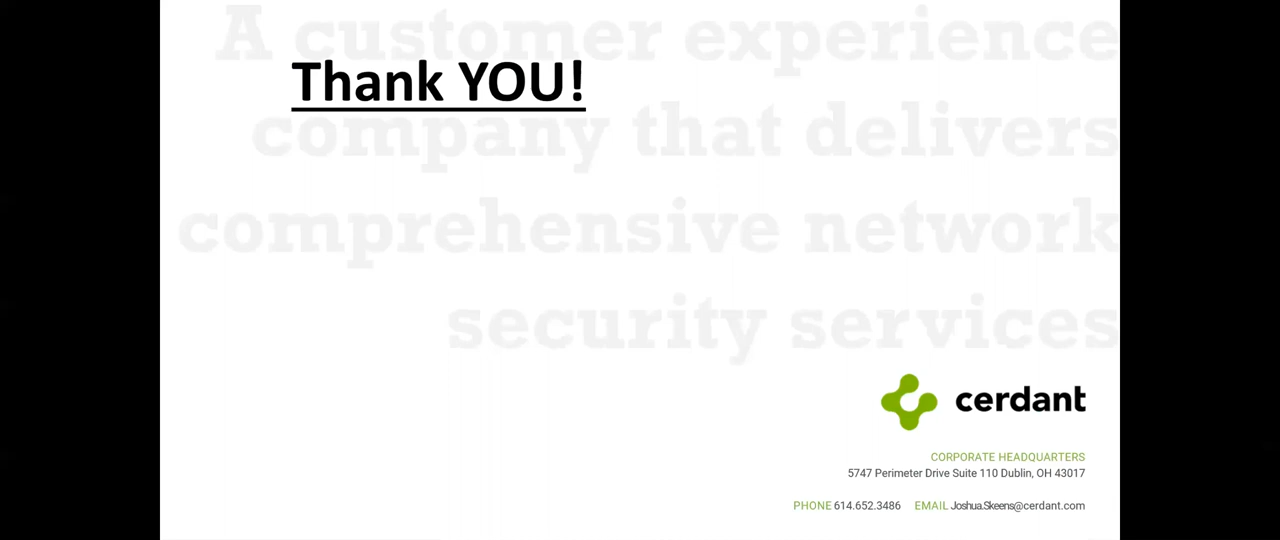 A customer experience
Thank YOU!
company that delivers
comprehensive network
security services
cerdant
CORPORATE HEADQUARTERS
5747 Perimeter Drive Suite 110 Dublin, OH 43017
PHONE 614.652.3486 EMAIL Joshua.Skeens@cerdant.com